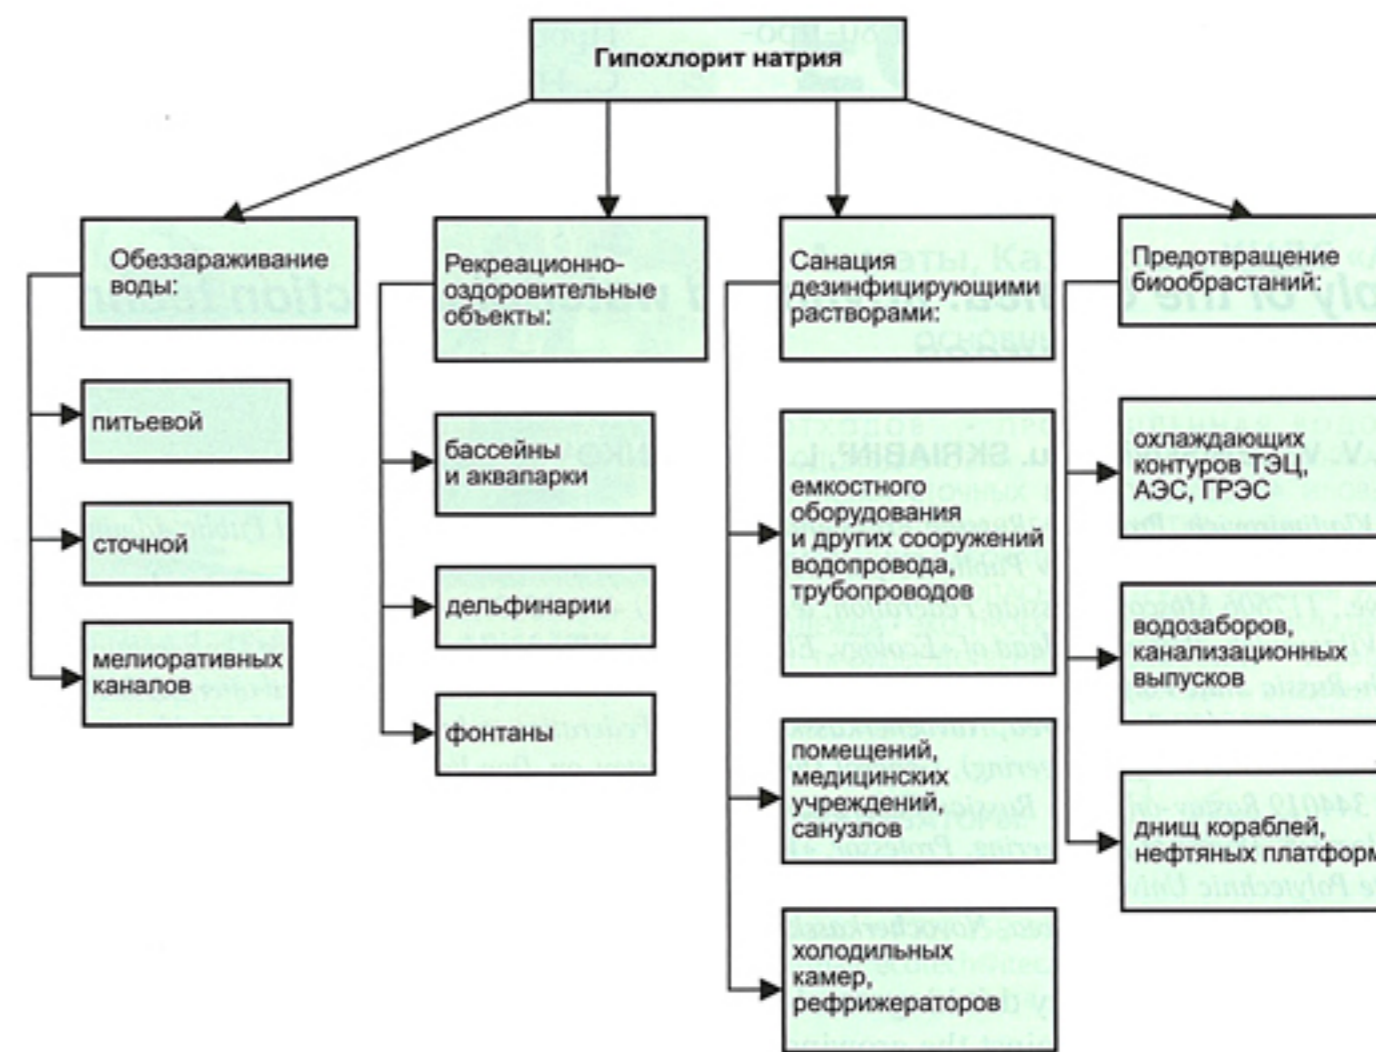 Гипохлорит натрия
Обеззараживание
воды:
питьевой
сточной
мелиоративных
каналов
Рекреационно-
оздоровительные
объекты:
бассейны
и аквапарки
дельфинарии
фонтаны
Санация
дезинфицирующими
растворами:
емкостного
оборудования
и других сооружений
водопровода,
трубопроводов
помещений,
медицинских
учреждений,
санузлов
холодильных
камер,
рефрижераторов
Предотвращение
биообрастаний:
охлаждающих
контуров ТЭЦ,
АЭС, ГРЭС
водозаборов,
канализационных
выпусков
днищ кораблей,
нефтяных платформ